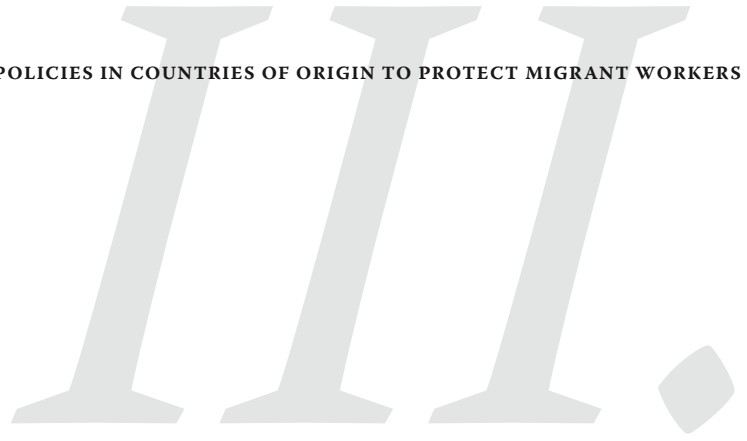 POLICIES IN COUNTRIES OF ORIGIN TO PROTECT MIGRANT WORKERS
III.